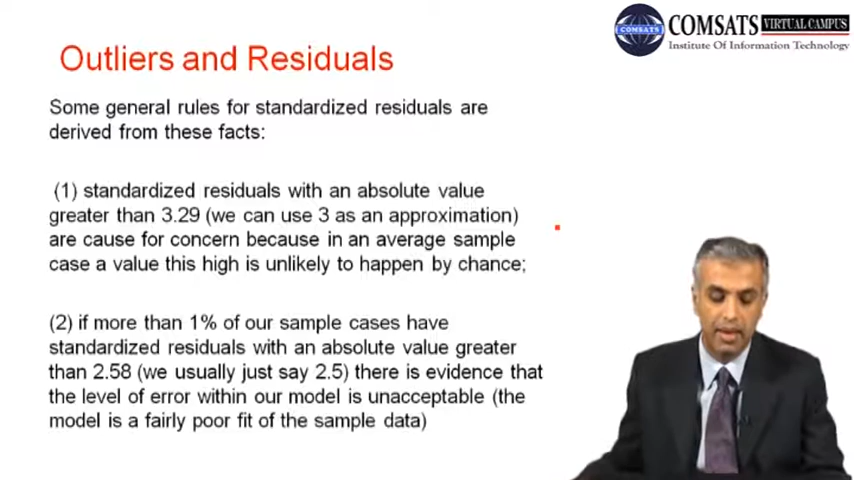 COMSATS VIRTUAL CAMPUS
COMSATS
Institute Of Information Technology
Outliers and Residuals
Some general rules for standardized residuals are
derived from these facts:
(1) standardized residuals with an absolute value
greater than 3.29 (we can use 3 as an approximation)
are cause for concern because in an average sample
case a value this high is unlikely to happen by chance;
(2) if more than 1% of our sample cases have
standardized residuals with an absolute value greater
than 2.58 (we usually just say 2.5) there is evidence that
the level of error within our model is unacceptable (the
model is a fairly poor fit of the sample data)